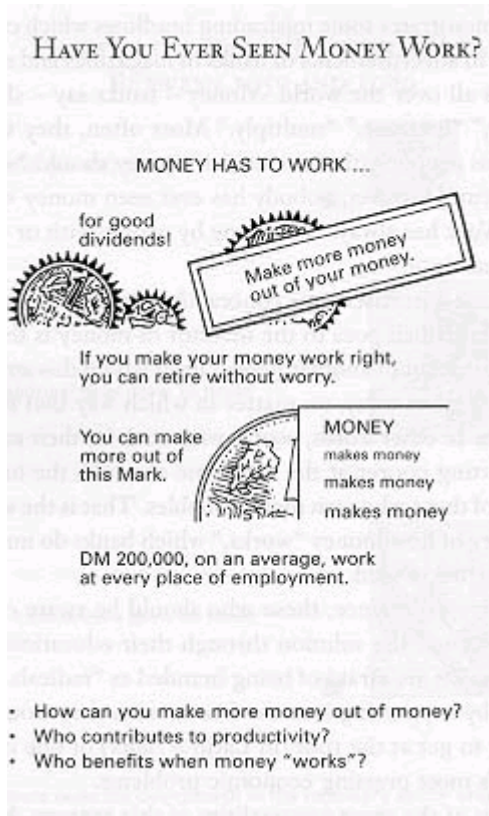 HAVE YOU EVER SEEN MONEY WORK?
MONEY HAS TO WORK ...
for good
dividends!
Make more money
out of your money.
If you make your money work right,
you can retire without worry.
You can make
more out of
this Mark.
MONEY
makes money
makes money
makes money
DM 200,000, on an average, work
at every place of employment.
• How can you make more money out of money?
• Who contributes to productivity?
• Who benefits when money "works"?